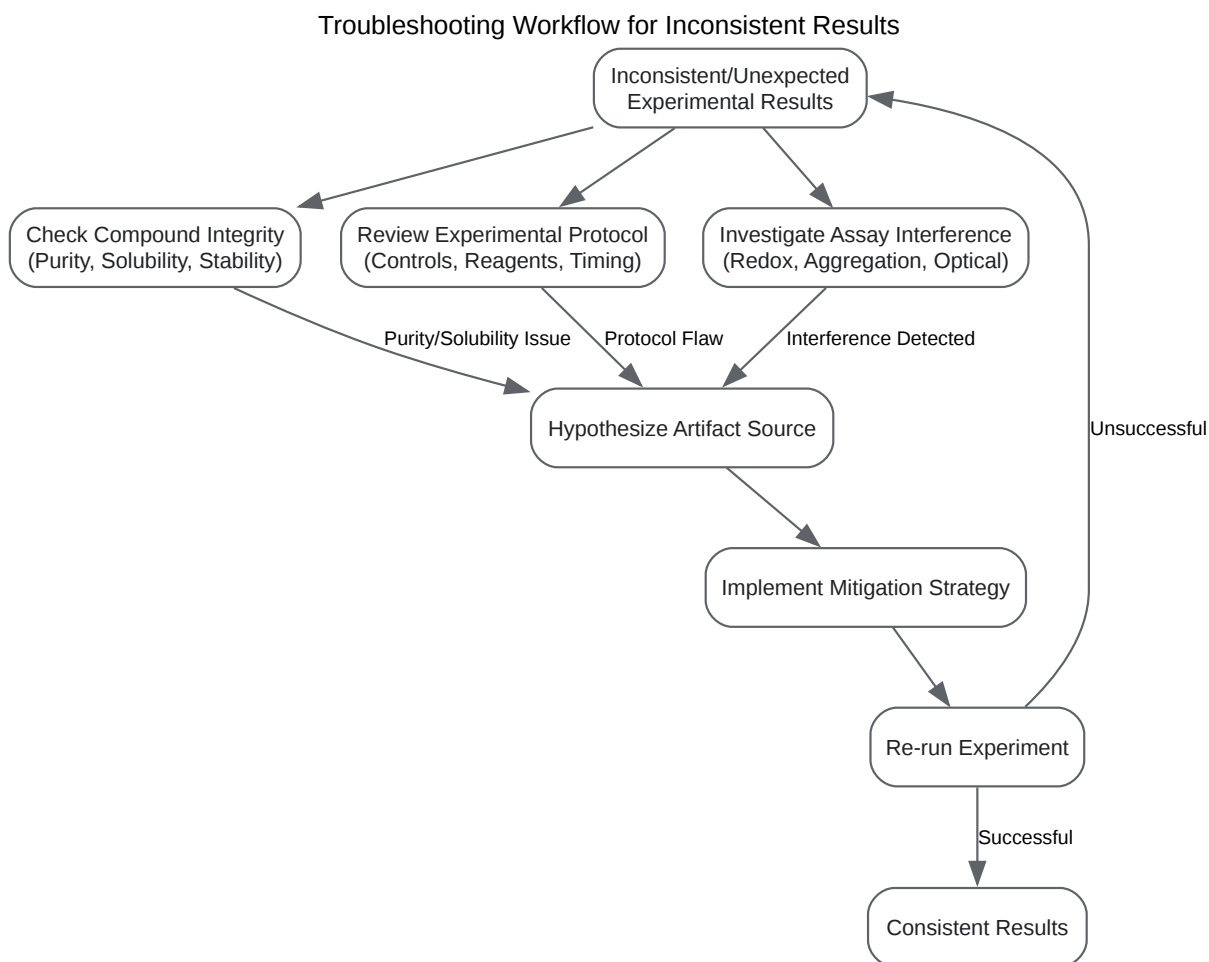 Troubleshooting Workflow for Inconsistent Results
Inconsistent/Unexpected
Experimental Results
Check Compound Integrity
(Purity, Solubility, Stability)
Review Experimental Protocol
(Controls, Reagents, Timing)
Investigate Assay Interference
(Redox, Aggregation, Optical)
Purity/Solubility Issue
Protocol Flaw
Interference Detected
Hypothesize Artifact Source
Unsuccessful
Implement Mitigation Strategy
Re-run Experiment
Successful
Consistent Results